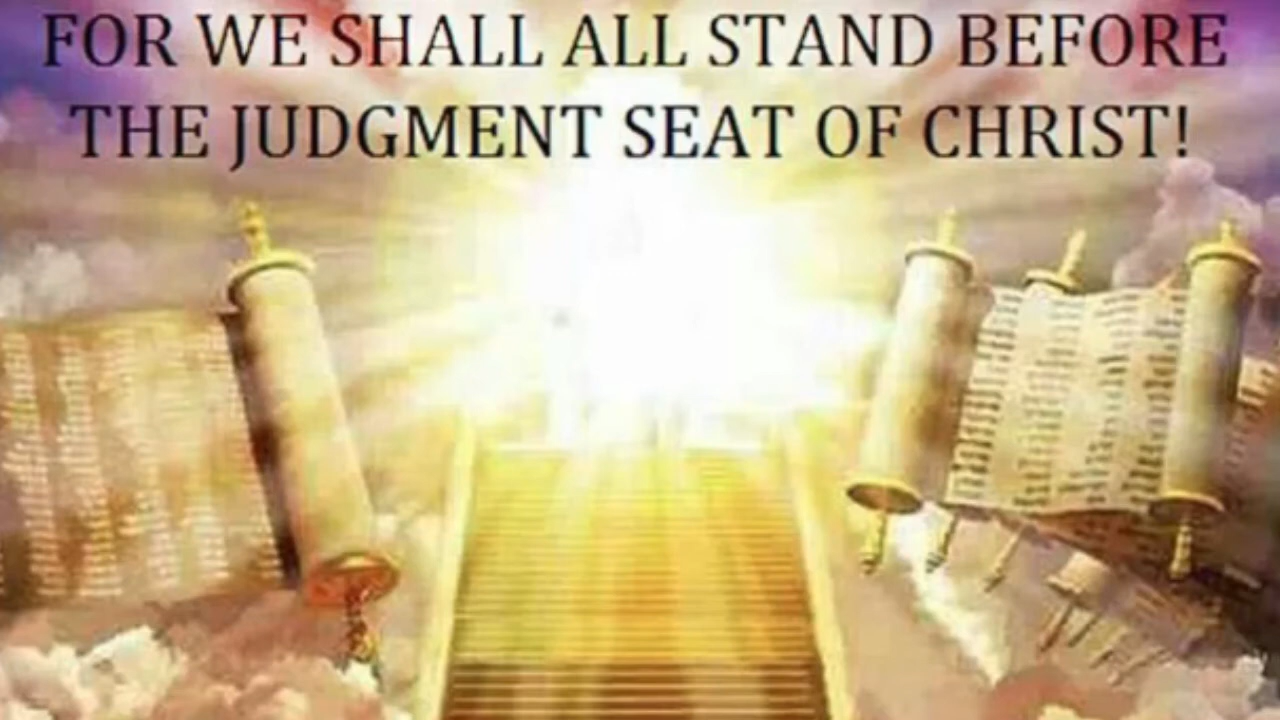 FOR WE SHALL ALL STAND BEFORE
THE JUDGMENT SEAT OF CHRIST!